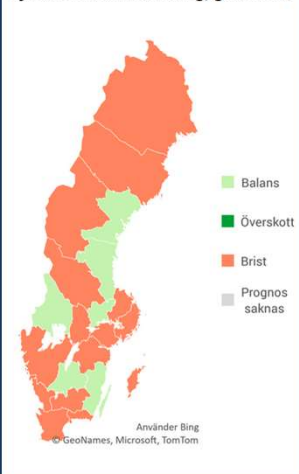 Balans
Överskott
Brist
Prognos
saknas
Använder Bing
© GeoNames, Microsoft, TomTom